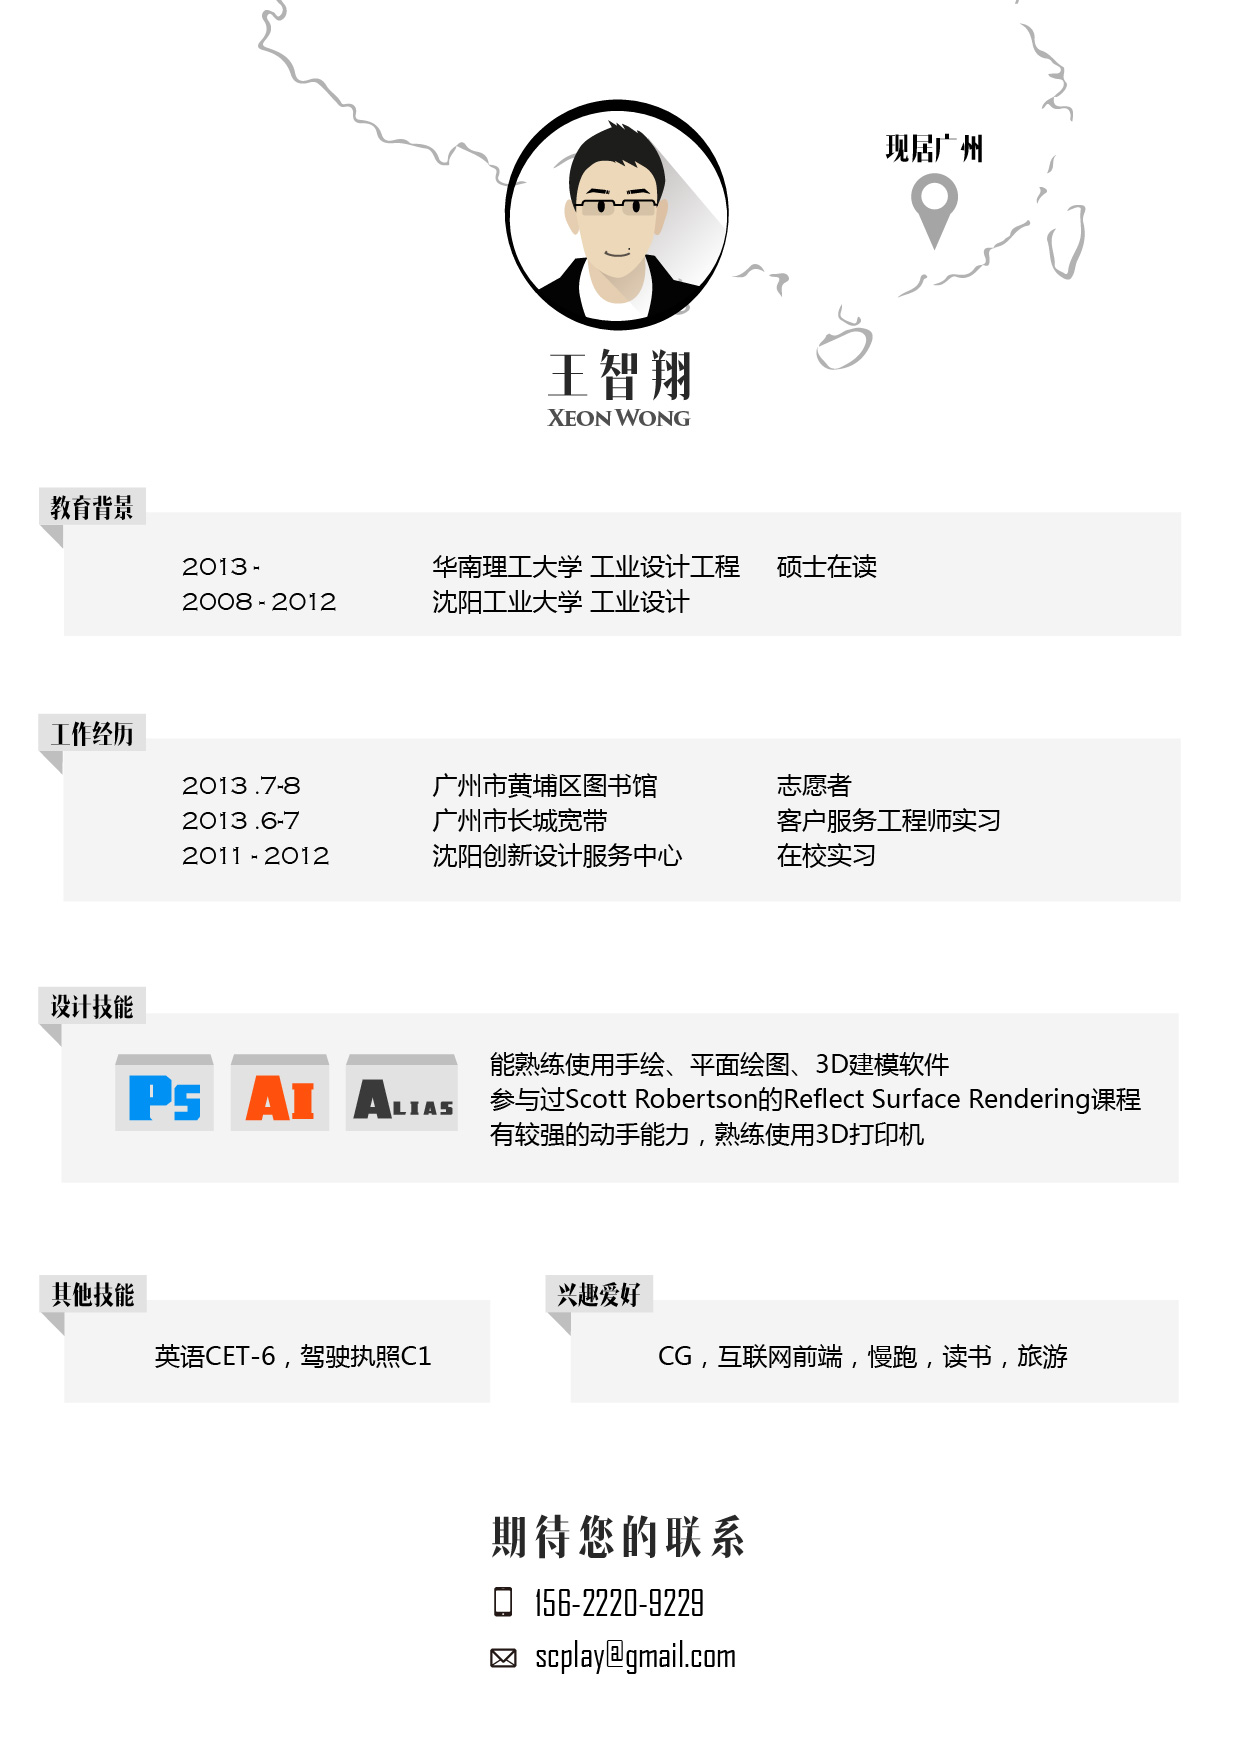 现居广州
王智翔
XEON WONG
教育背景
2013 - 华南理工大学 工业设计工程 硕士在读
2008 - 2012 沈阳工业大学 工业设计
工作经历
2013 .7-8 广州市黄埔区图书馆 志愿者
2013 .6-7 广州市长城宽带 客户服务工程师实习
2011 - 2012 沈阳创新设计服务中心 在校实习
设计技能
Ps AI ALIAS
能熟练使用手绘、平面绘图、3D建模软件
参与过Scott Robertson的Reflect Surface Rendering课程
有较强的动手能力，熟练使用3D打印机
其他技能
英语CET-6，驾驶执照C1
兴趣爱好
CG，互联网前端，慢跑，读书，旅游
期待您的联系
156-2220-9229
scplay@gmail.com